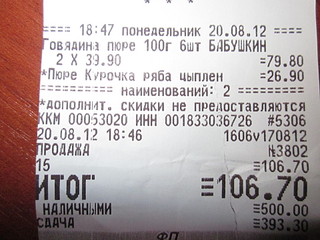 * * *
18:47 понедельник 20.08.12
Говядина пюре 100г 6шт БАБУШКИН
2 X 39.90 =79.80
*Пюре Курочка ряба цыплен =26.90
========== наименований: 2 ==========
*дополнит. скидки не предоставляются
ККМ 00053020 ИНН 001833036726 #5306
20.08.12 18:46 1606v170812
ПРОДАЖА №3802
15 ≡106.70
ИТОГ ≡106.70
НАЛИЧНЫМИ ≡500.00
СДАЧА ≡393.30
ФП